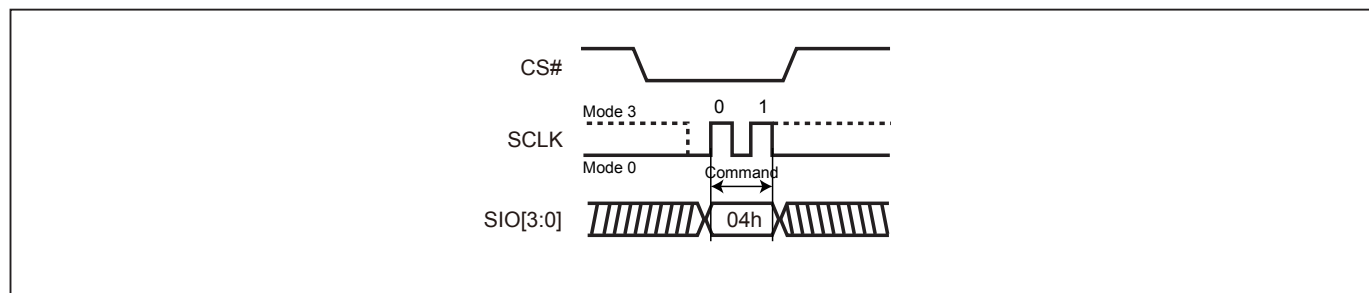 CS#
Mode 3
0 1
SCLK
Mode 0
Command
SIO[3:0]
04h